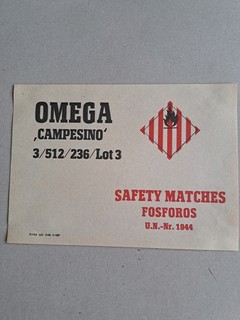 OMEGA
‚CAMPESINO‘
3/512/236/Lot 3
SAFETY MATCHES
FOSFOROS
U.N.-Nr. 1944